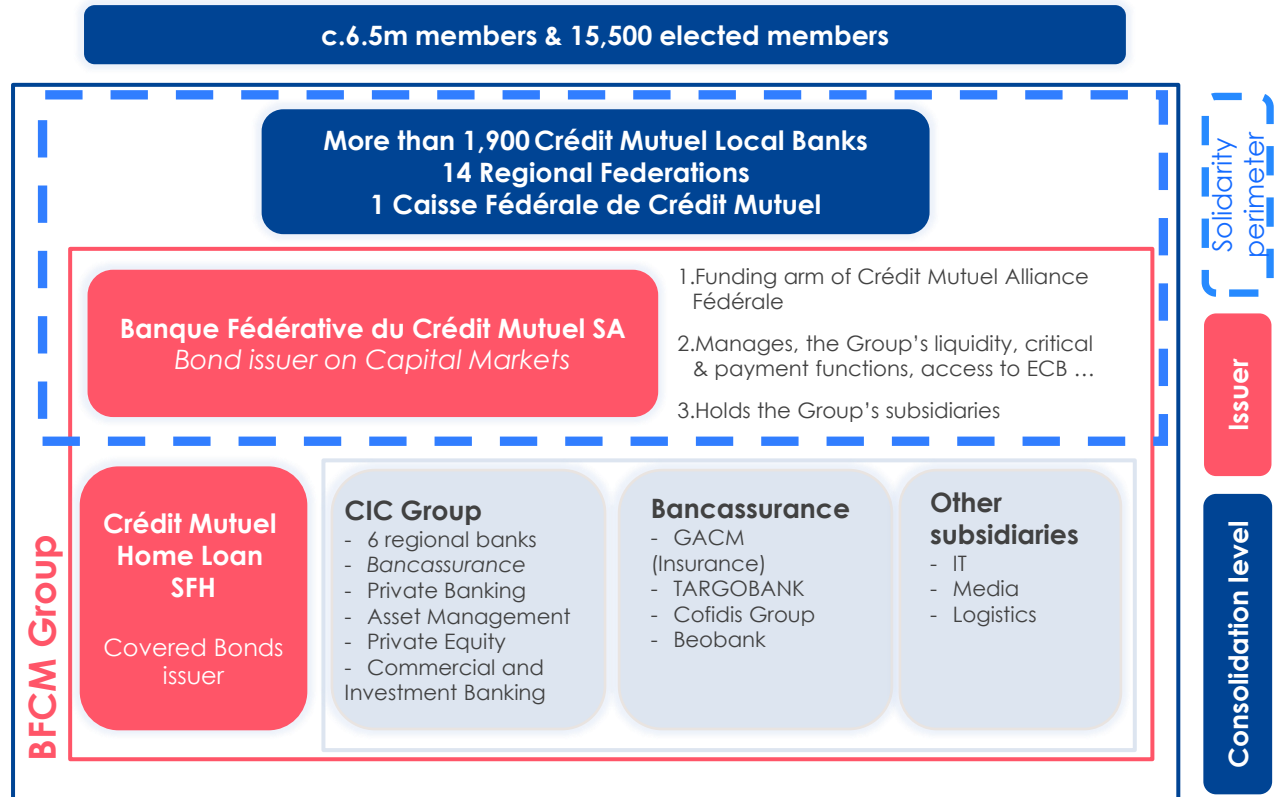 c.6.5m members & 15,500 elected members
More than 1,900 Crédit Mutuel Local Banks
14 Regional Federations
1 Caisse Fédérale de Crédit Mutuel
Solidarity
perimeter
Banque Fédérative du Crédit Mutuel SA
Bond issuer on Capital Markets
1.Funding arm of Crédit Mutuel Alliance
Fédérale
2.Manages, the Group's liquidity, critical
& payment functions, access to ECB …
3.Holds the Group's subsidiaries
Issuer
BFCM Group
Crédit Mutuel
Home Loan
SFH
Covered Bonds
issuer
CIC Group
- 6 regional banks
- Bancassurance
- Private Banking
- Asset Management
- Private Equity
- Commercial and
Investment Banking
Bancassurance
- GACM
(Insurance)
- TARGOBANK
- Cofidis Group
- Beobank
Other
subsidiaries
- IT
- Media
- Logistics
Consolidation level